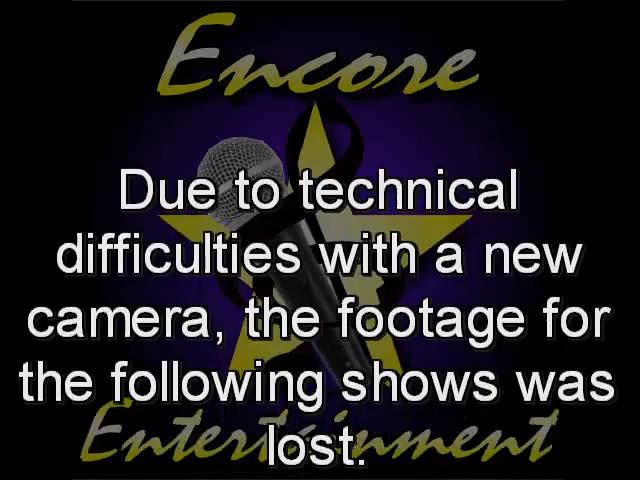 Encore
Due to technical
difficulties with a new
camera, the footage for
the following shows was
lost.
Entertainment